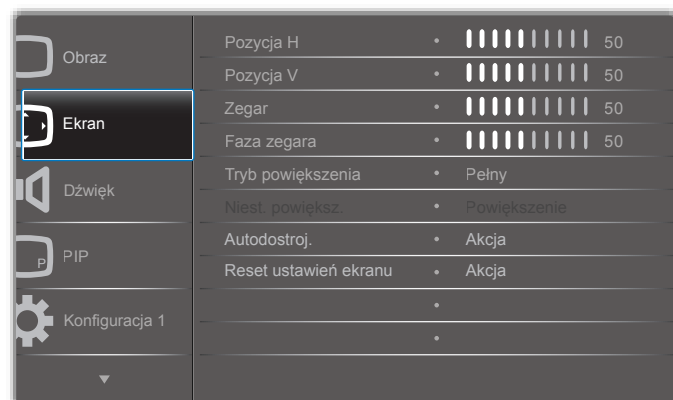 Obraz
Ekran
Dźwięk
P
PIP
Konfiguracja 1
Pozycja H • 50
Pozycja V • 50
Zegar • 50
Faza zegara • 50
Tryb powiększenia • Pełny
Niest. powiększ. • Powiększenie
Autodostroj. • Akcja
Reset ustawień ekranu • Akcja
•
•